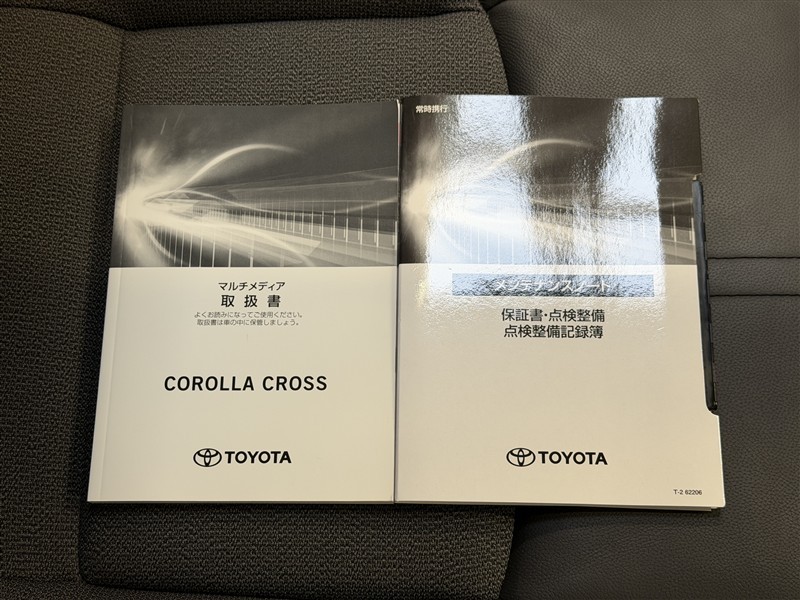 マルチメディア
取扱書
よくお読みになってご使用ください。
取扱書は車の中に保管しましょう。
COROLLA CROSS
TOYOTA
常時携行
メンテナンスノート
保証書・点検整備
点検整備記録簿
TOYOTA
T-2 62206